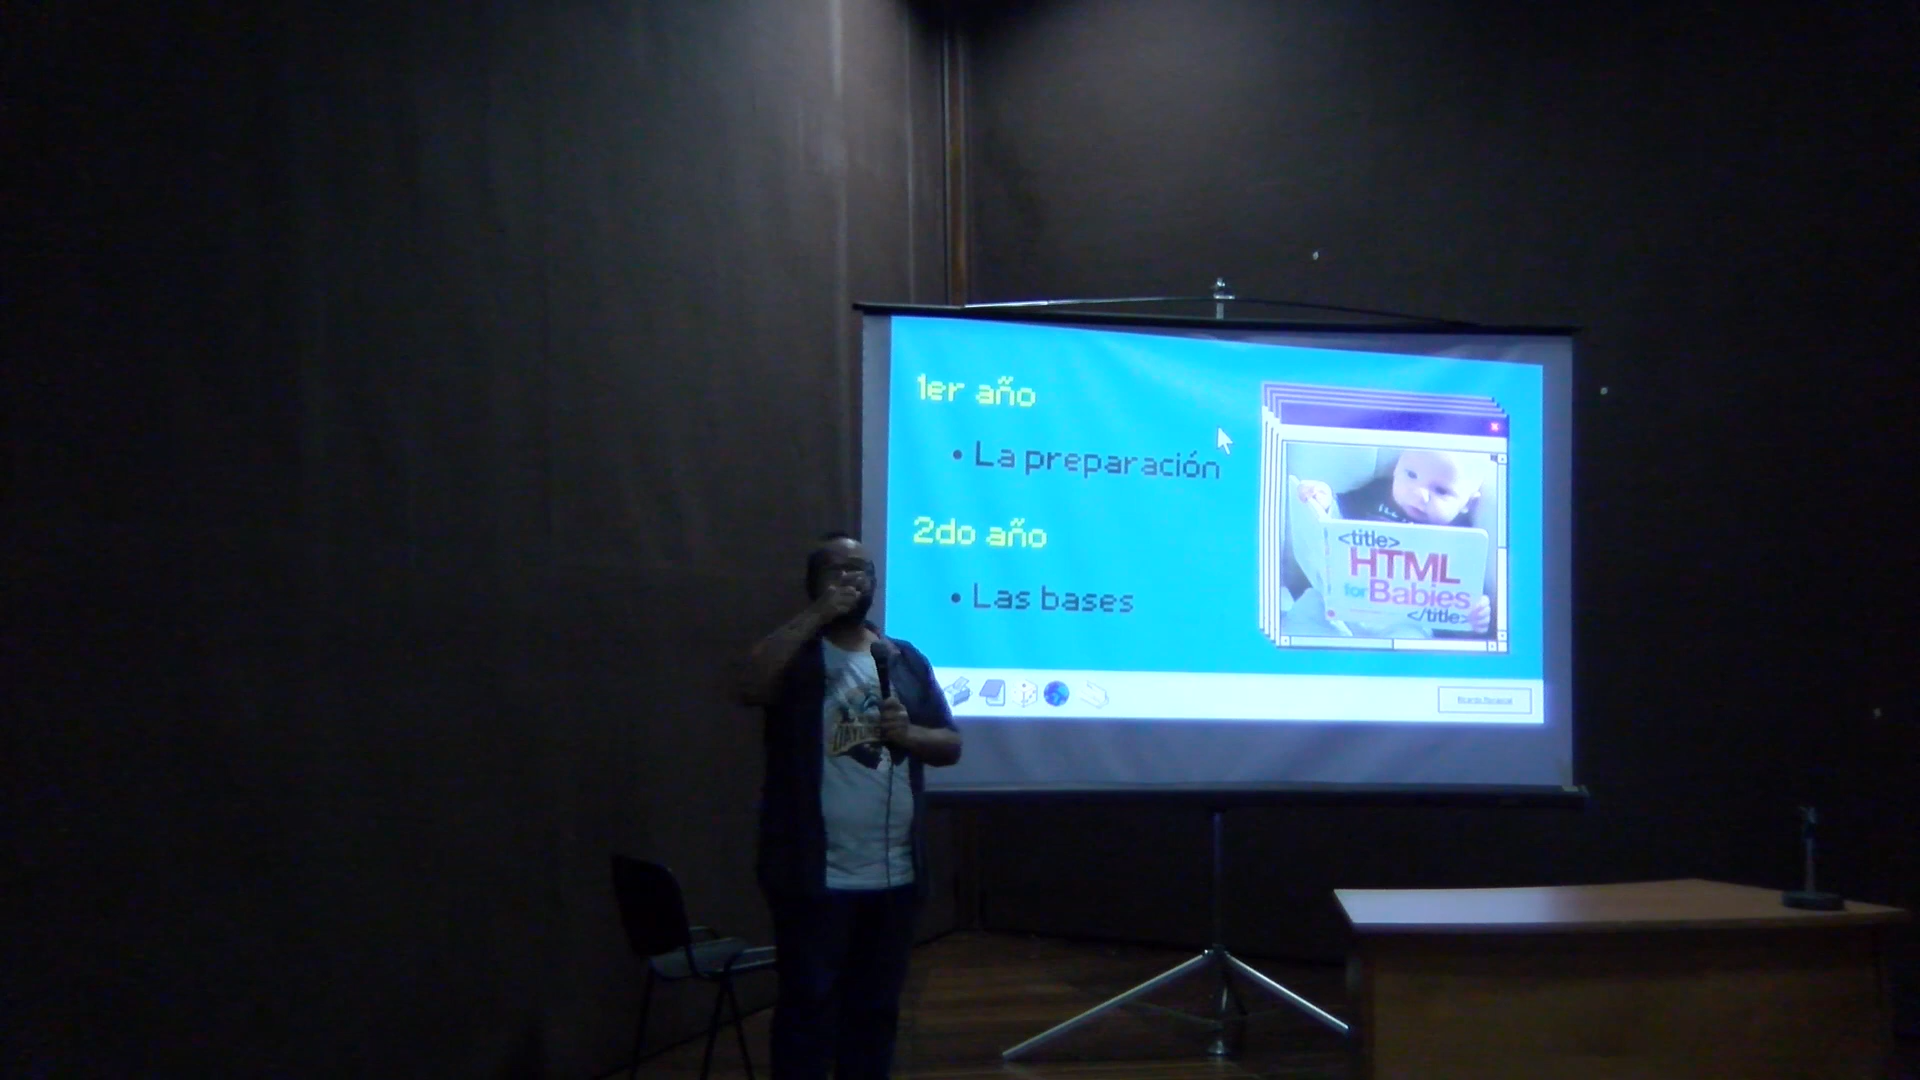 1er año
• La preparación
2do año
• Las bases
<title>
HTML
for Babies
</title>